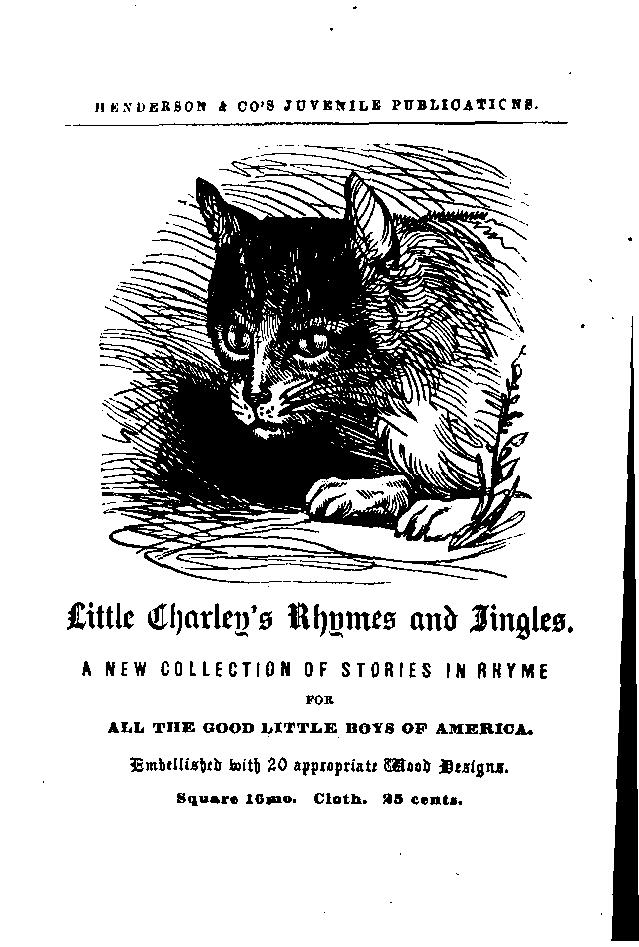 HENDERSON & CO'S JUVENILE PUBLICATIONS.
Little Charley's Rhymes and Jingles.
A NEW COLLECTION OF STORIES IN RHYME
FOR
ALL THE GOOD LITTLE BOYS OF AMERICA.
Embellished with 20 appropriate Wood Designs.
Square 16mo. Cloth. 25 cents.